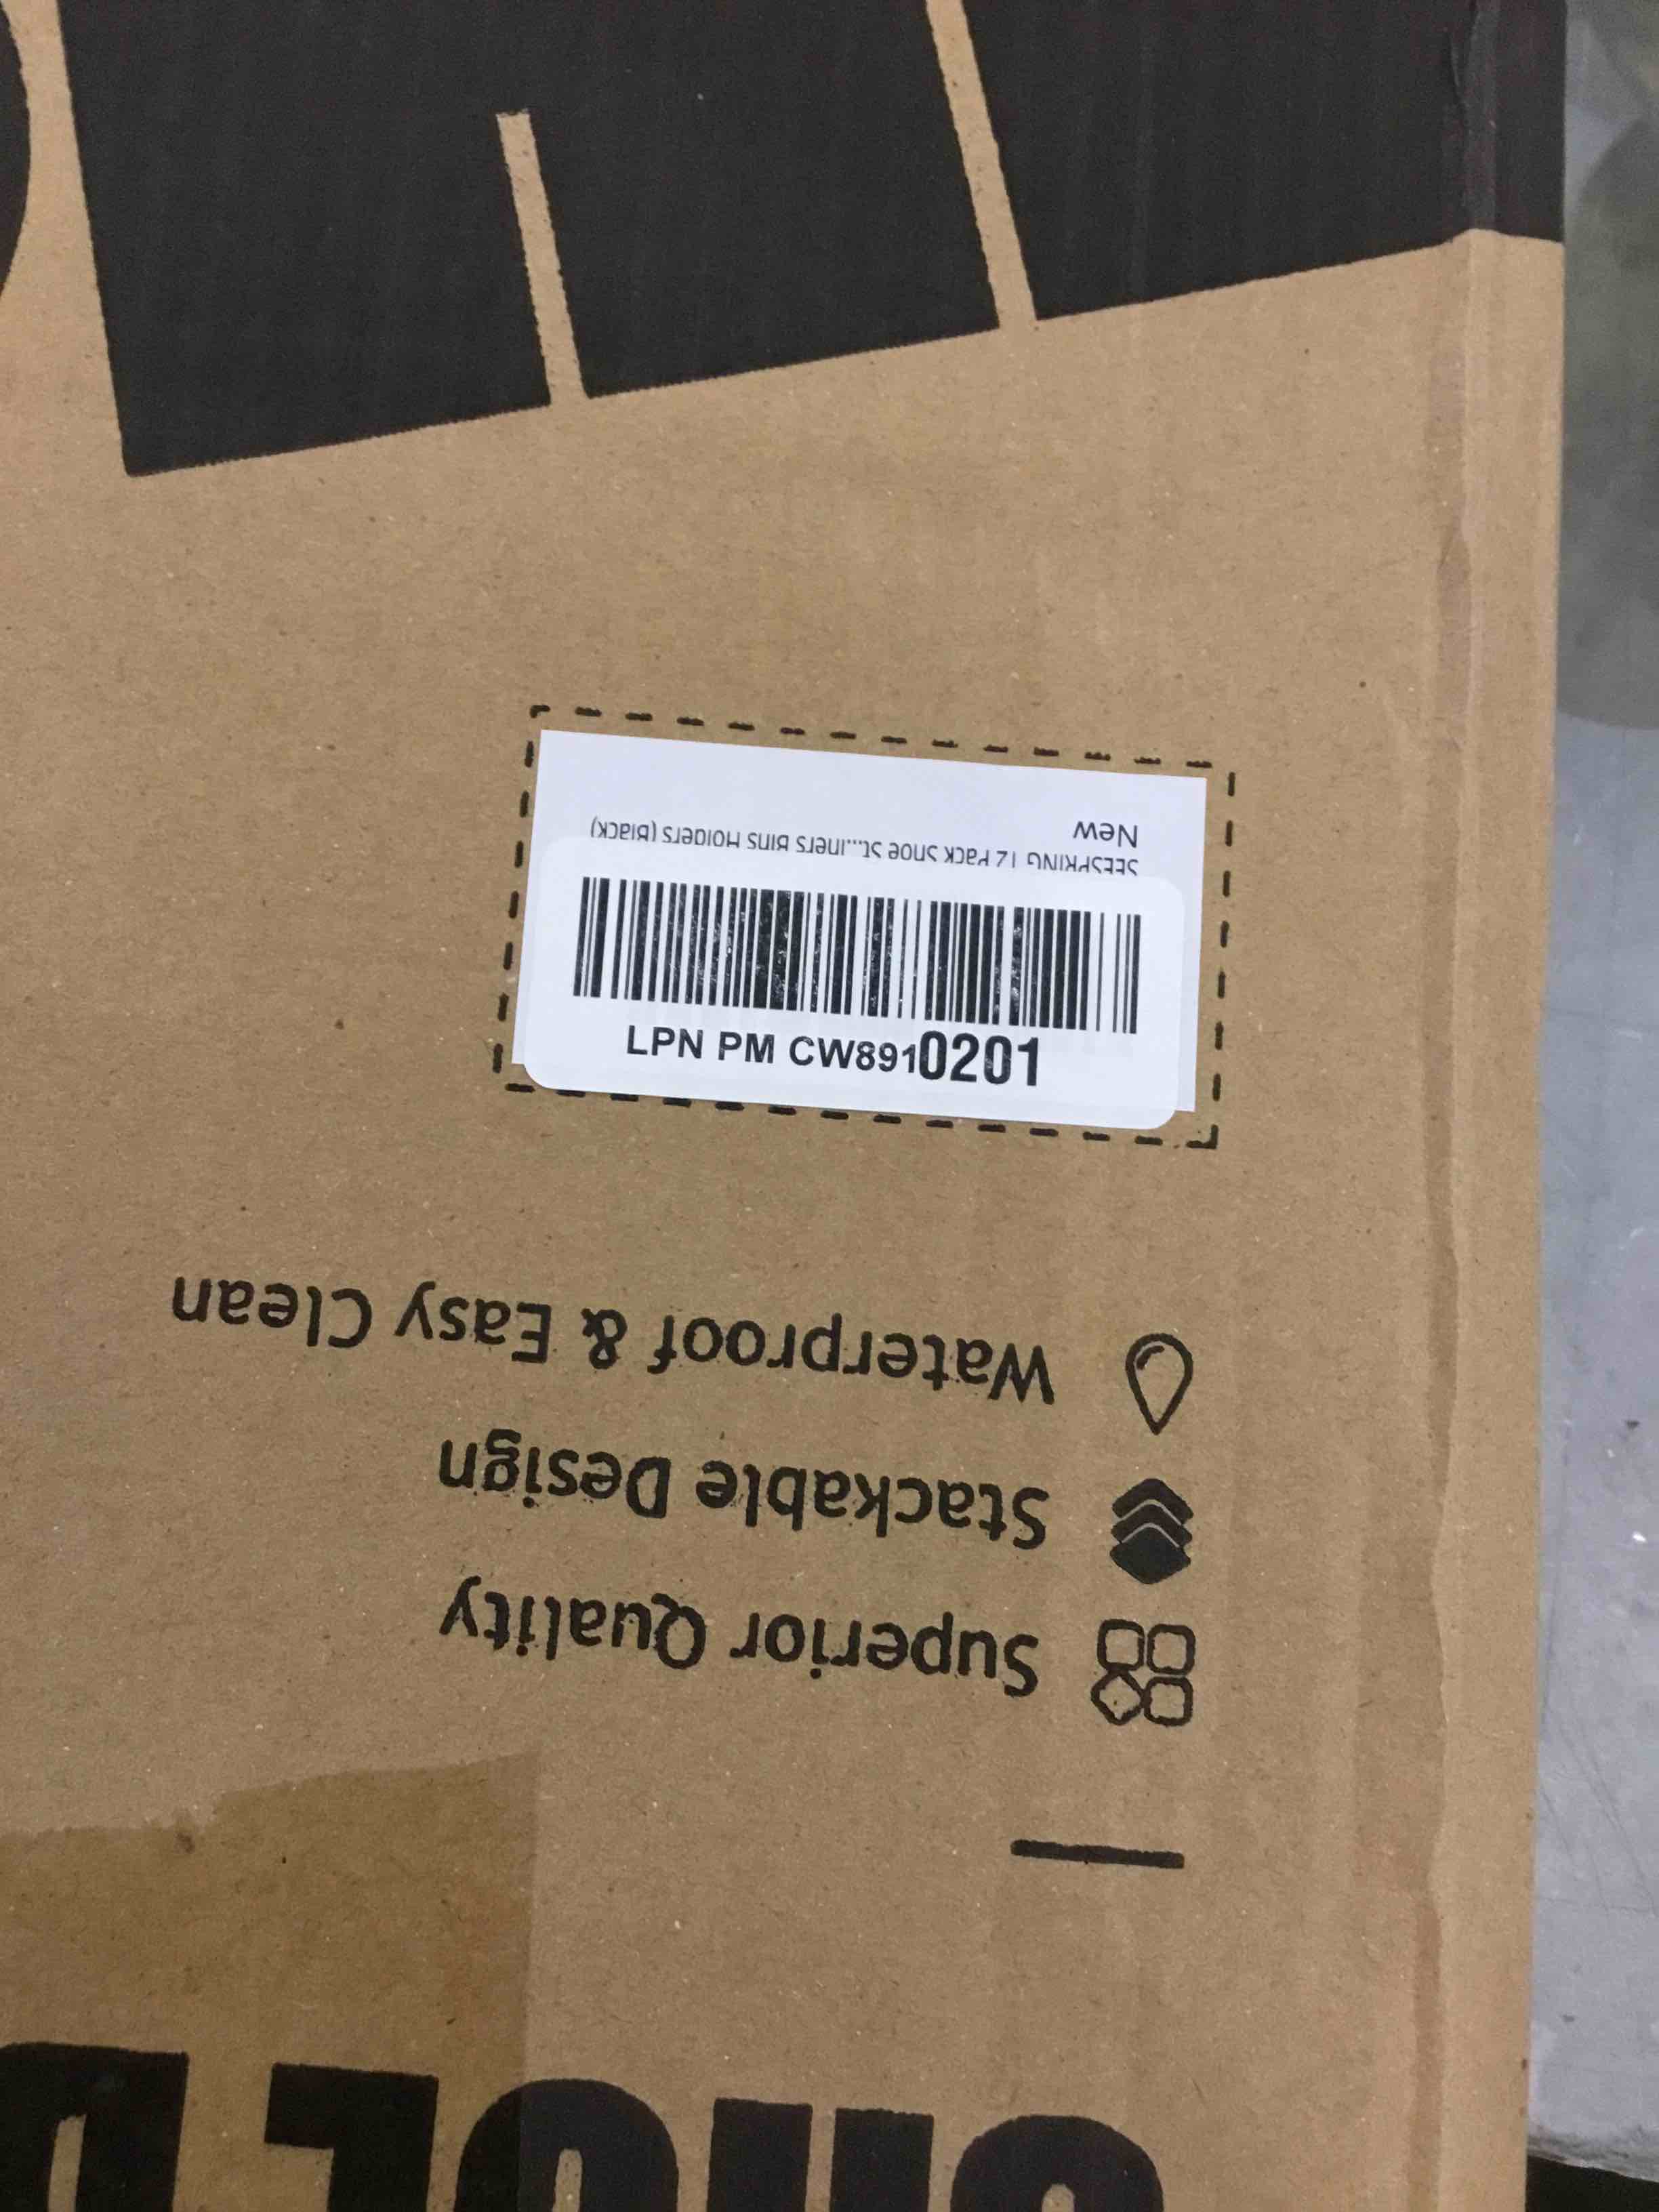 SHOE
Superior Quality
Stackable Design
Waterproof & Easy Clean
LPN PM CW8910201
SEESPRING 12 Pack Shoe St...iners Bins Holders (Black)
New